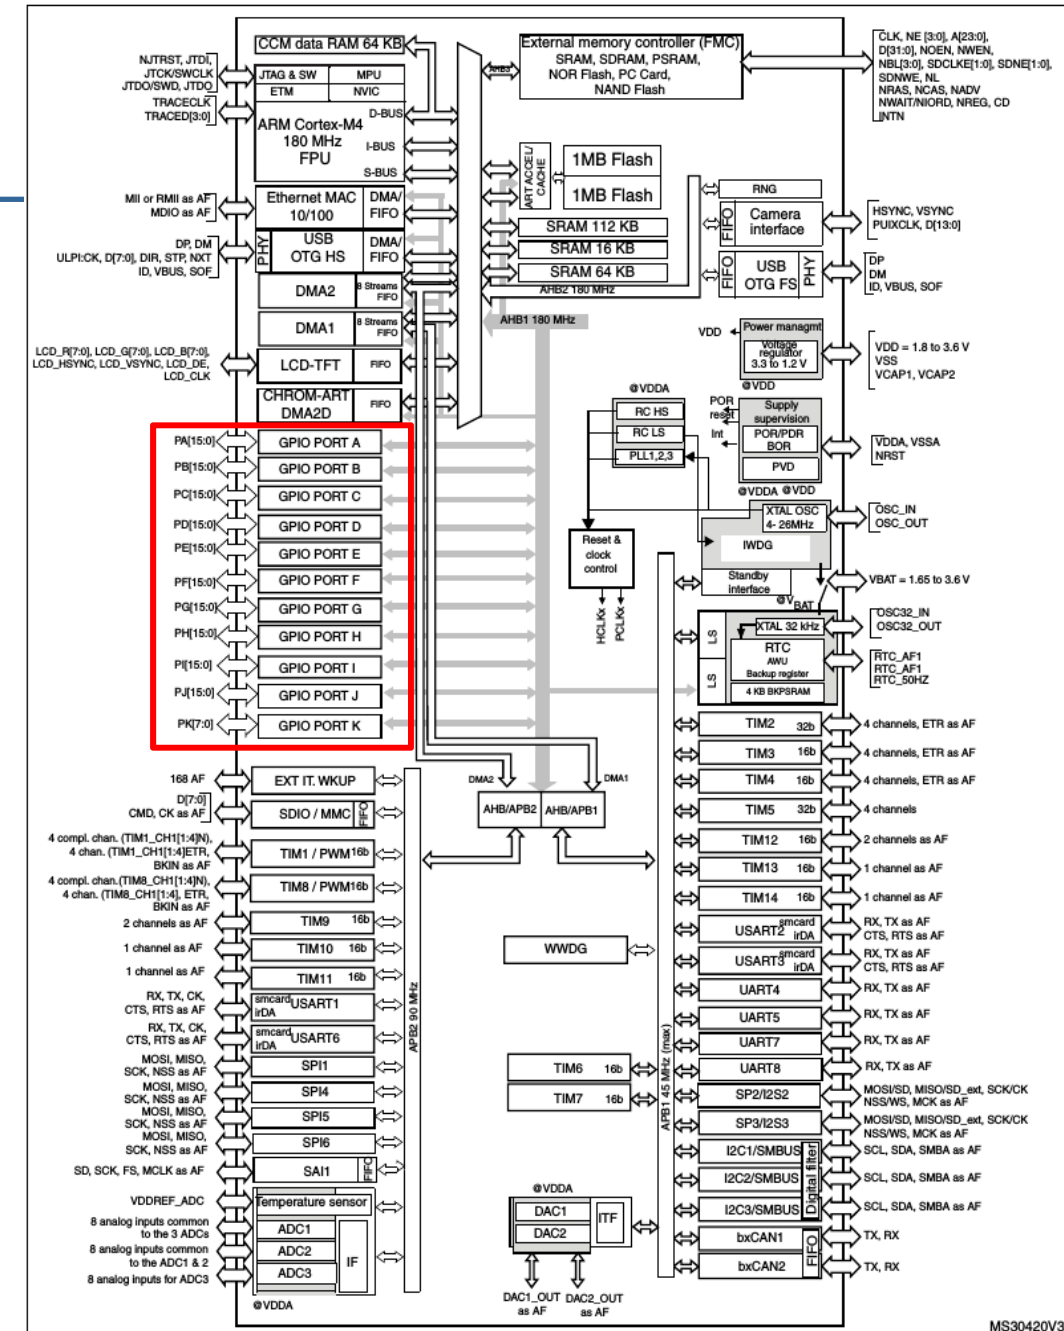 CCM data RAM 64 KB
External memory controller (FMC)
SRAM, SDRAM, PSRAM,
NOR Flash, PC Card,
NAND Flash
AHB3
CLK, NE [3:0], A[23:0],
D[31:0], NOEN, NWEN,
NBL[3:0], SDCLKE[1:0], SDNE[1:0],
SDNWE, NL
NRAS, NCAS, NADV
NWAIT/NIORD, NREG, CD
INTN
NJTRST, JTDI,
JTCK/SWCLK
JTDO/SWD, JTDO
TRACECLK
TRACED[3:0]
JTAG & SW
MPU
ETM
NVIC
ARM Cortex-M4
180 MHz
FPU
D-BUS
I-BUS
S-BUS
ART ACCEL/
CACHE
1MB Flash
1MB Flash
SRAM 112 KB
SRAM 16 KB
SRAM 64 KB
AHB2 180 MHz
AHB1 180 MHz
RNG
FIFO
Camera
interface
HSYNC, VSYNC
PUIXCLK, D[13:0]
FIFO
USB
OTG FS
PHY
DP
DM
ID, VBUS, SOF
MII or RMII as AF
MDIO as AF
Ethernet MAC
10/100
DMA/
FIFO
DP, DM
ULPI:CK, D[7:0], DIR, STP, NXT
ID, VBUS, SOF
PHY
USB
OTG HS
DMA/
FIFO
DMA2
8 Streams
FIFO
DMA1
8 Streams
FIFO
LCD_R[7:0], LCD_G[7:0], LCD_B[7:0],
LCD_HSYNC, LCD_VSYNC, LCD_DE,
LCD_CLK
LCD-TFT
FIFO
CHROM-ART
DMA2D
FIFO
VDD
Power managmt
Voltage
regulator
3.3 to 1.2 V
@VDD
VDD = 1.8 to 3.6 V
VSS
VCAP1, VCAP2
@VDDA
RC HS
RC LS
PLL1,2,3
POR
reset
Int
Supply
supervision
POR/PDR
BOR
PVD
@VDDA @VDD
VDDA, VSSA
NRST
XTAL OSC
4- 26MHz
OSC_IN
OSC_OUT
IWDG
Standby
interface
@VBAT
VBAT = 1.65 to 3.6 V
Reset &
clock
control
HCLKx
PCLKx
LS
LS
XTAL 32 kHz
OSC32_IN
OSC32_OUT
RTC
AWU
Backup register
4 KB BKPSRAM
RTC_AF1
RTC_AF1
RTC_50HZ
PA[15:0]
GPIO PORT A
PB[15:0]
GPIO PORT B
PC[15:0]
GPIO PORT C
PD[15:0]
GPIO PORT D
PE[15:0]
GPIO PORT E
PF[15:0]
GPIO PORT F
PG[15:0]
GPIO PORT G
PH[15:0]
GPIO PORT H
PI[15:0]
GPIO PORT I
PJ[15:0]
GPIO PORT J
PK[7:0]
GPIO PORT K
DMA2
DMA1
AHB/APB2
AHB/APB1
168 AF
EXT IT. WKUP
D[7:0]
CMD, CK as AF
SDIO / MMC
FIFO
4 compl. chan. (TIM1_CH1[1:4]N),
4 chan. (TIM1_CH1[1:4]ETR,
BKIN as AF
TIM1 / PWM
16b
4 compl. chan.(TIM8_CH1[1:4]N),
4 chan. (TIM8_CH1[1:4], ETR,
BKIN as AF
TIM8 / PWM
16b
2 channels as AF
TIM9
16b
1 channel as AF
TIM10
16b
1 channel as AF
TIM11
16b
RX, TX, CK,
CTS, RTS as AF
smcard
irDA
USART1
RX, TX, CK,
CTS, RTS as AF
smcard
irDA
USART6
MOSI, MISO,
SCK, NSS as AF
SPI1
MOSI, MISO,
SCK, NSS as AF
SPI4
MOSI, MISO,
SCK, NSS as AF
SPI5
MOSI, MISO,
SCK, NSS as AF
SPI6
SD, SCK, FS, MCLK as AF
SAI1
FIFO
VDDREF_ADC
Temperature sensor
8 analog inputs common
to the 3 ADCs
ADC1
8 analog inputs common
to the ADC1 & 2
ADC2
8 analog inputs for ADC3
ADC3
IF
@VDDA
APB2 90 MHz
WWDG
TIM6
16b
TIM7
16b
@VDDA
DAC1
DAC2
ITF
DAC1_OUT
as AF
DAC2_OUT
as AF
APB1 45 MHz (max)
TIM2
32b
4 channels, ETR as AF
TIM3
16b
4 channels, ETR as AF
TIM4
16b
4 channels, ETR as AF
TIM5
32b
4 channels
TIM12
16b
2 channels as AF
TIM13
16b
1 channel as AF
TIM14
16b
1 channel as AF
USART2
smcard
irDA
RX, TX as AF
CTS, RTS as AF
USART3
smcard
irDA
RX, TX as AF
CTS, RTS as AF
UART4
RX, TX as AF
UART5
RX, TX as AF
UART7
RX, TX as AF
UART8
RX, TX as AF
SP2/I2S2
MOSI/SD, MISO/SD_ext, SCK/CK
NSS/WS, MCK as AF
SP3/I2S3
MOSI/SD, MISO/SD_ext, SCK/CK
NSS/WS, MCK as AF
I2C1/SMBUS
SCL, SDA, SMBA as AF
I2C2/SMBUS
SCL, SDA, SMBA as AF
I2C3/SMBUS
SCL, SDA, SMBA as AF
Digital filter
bxCAN1
TX, RX
bxCAN2
TX, RX
FIFO
MS30420V3